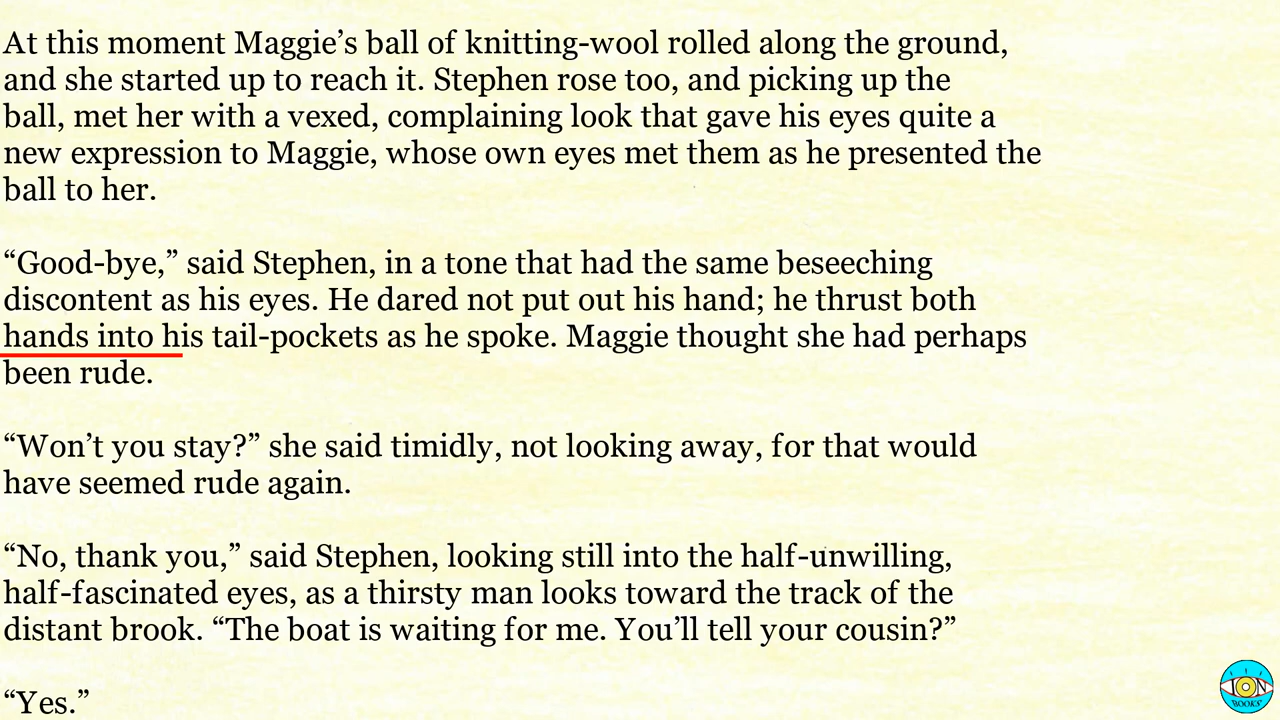 At this moment Maggie’s ball of knitting-wool rolled along the ground,
and she started up to reach it. Stephen rose too, and picking up the
ball, met her with a vexed, complaining look that gave his eyes quite a
new expression to Maggie, whose own eyes met them as he presented the
ball to her.
“Good-bye,” said Stephen, in a tone that had the same beseeching
discontent as his eyes. He dared not put out his hand; he thrust both
hands into his tail-pockets as he spoke. Maggie thought she had perhaps
been rude.
“Won’t you stay?” she said timidly, not looking away, for that would
have seemed rude again.
“No, thank you,” said Stephen, looking still into the half-unwilling,
half-fascinated eyes, as a thirsty man looks toward the track of the
distant brook. “The boat is waiting for me. You’ll tell your cousin?”
“Yes.”
ION
BOOKS